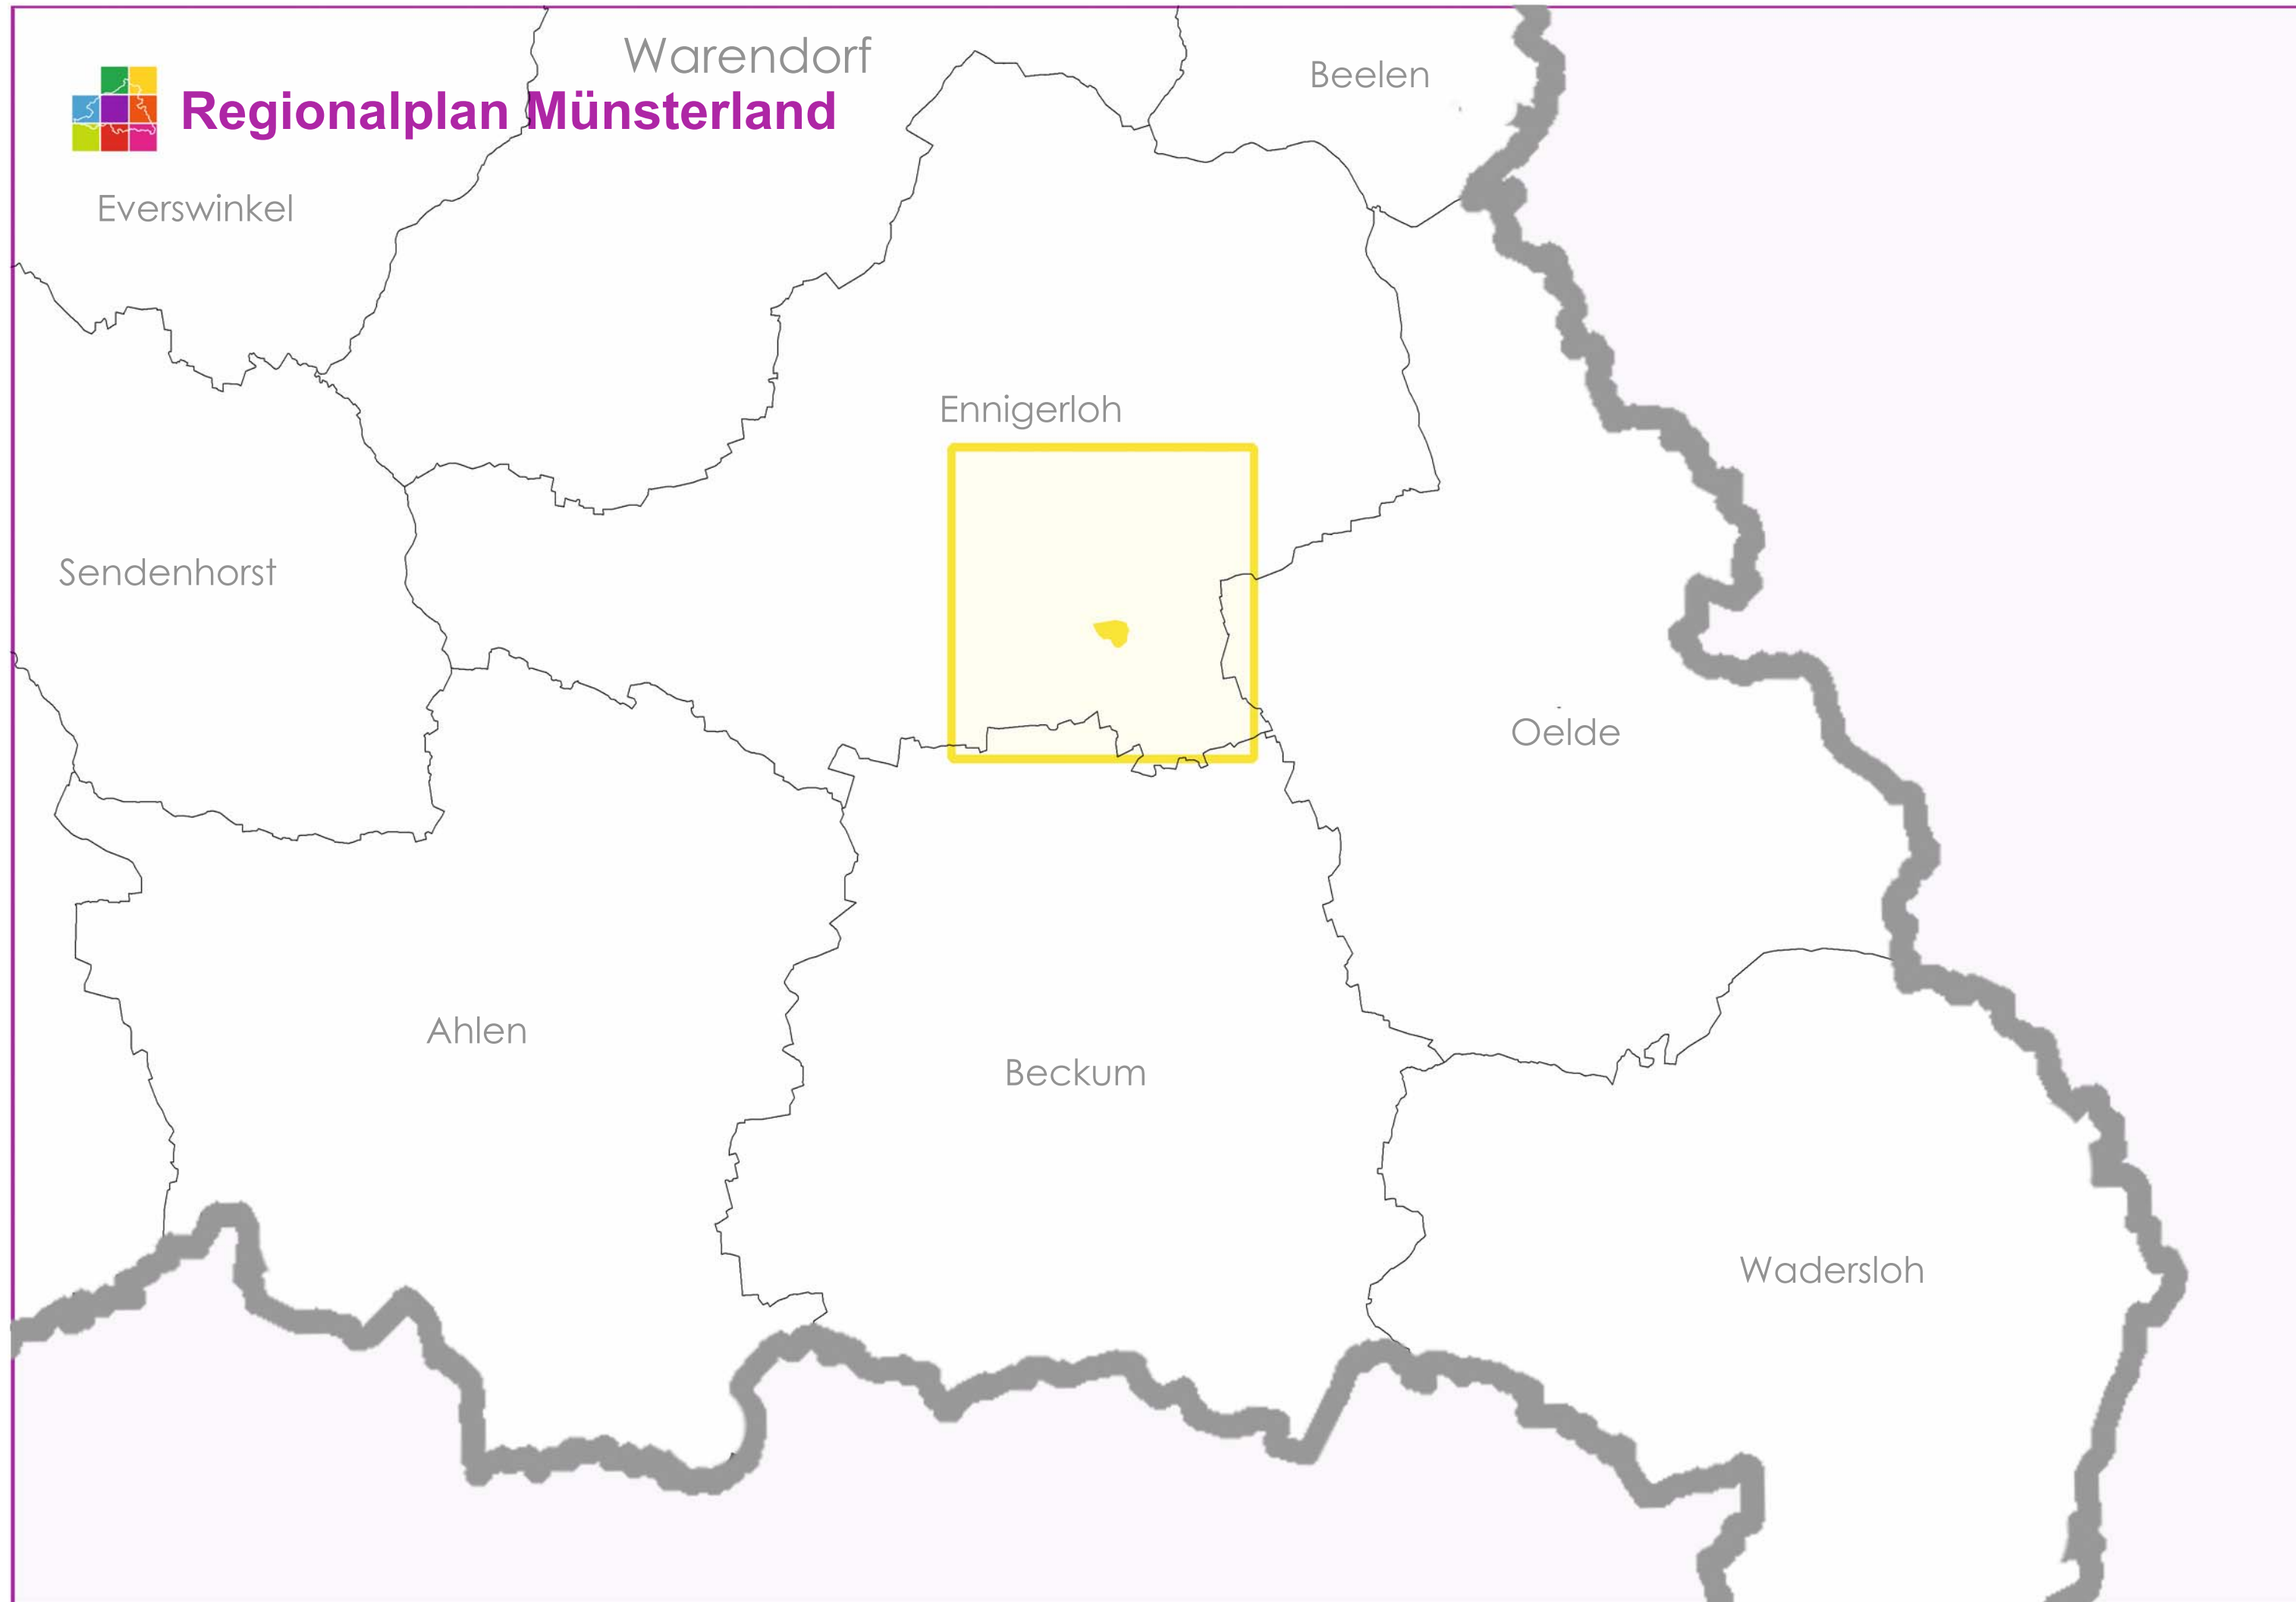 Warendorf
Beelen
Regionalplan Münsterland
Everswinkel
Ennigerloh
Sendenhorst
Oelde
Ahlen
Beckum
Wadersloh